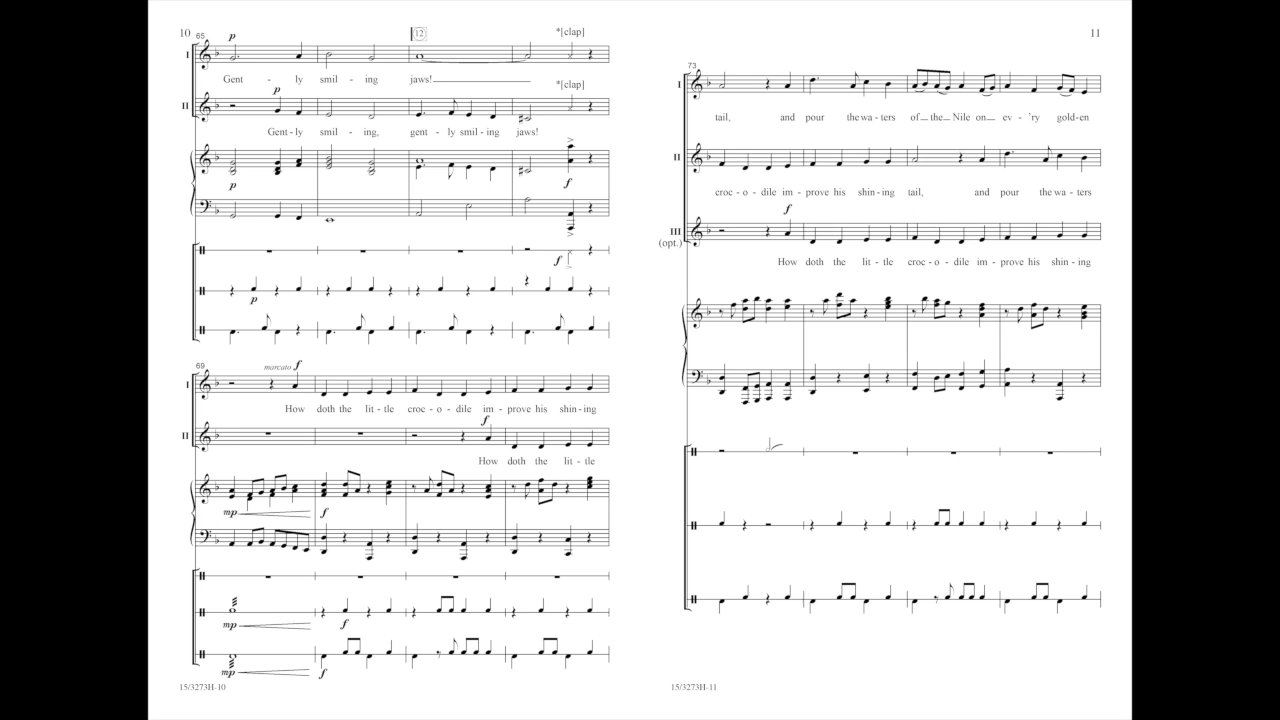 10
65
p
12
*[clap]
I
Gent - ly smil - ing jaws!
p
*[clap]
II
Gent - ly smil - ing, gent - ly smil - ing jaws!
p
f
f
p
69
marcato f
I
How doth the lit - tle croc - o - dile im - prove his shin - ing
f
II
How doth the lit - tle
mp
f
mp
f
mp
f
15/3273H-10
11
73
I
tail, and pour the wa - ters of the Nile on ev - 'ry gold - en
II
croc - o - dile im - prove his shin - ing tail, and pour the wa - ters
f
III
(opt.)
How doth the lit - tle croc - o - dile im - prove his shin - ing
15/3273H-11